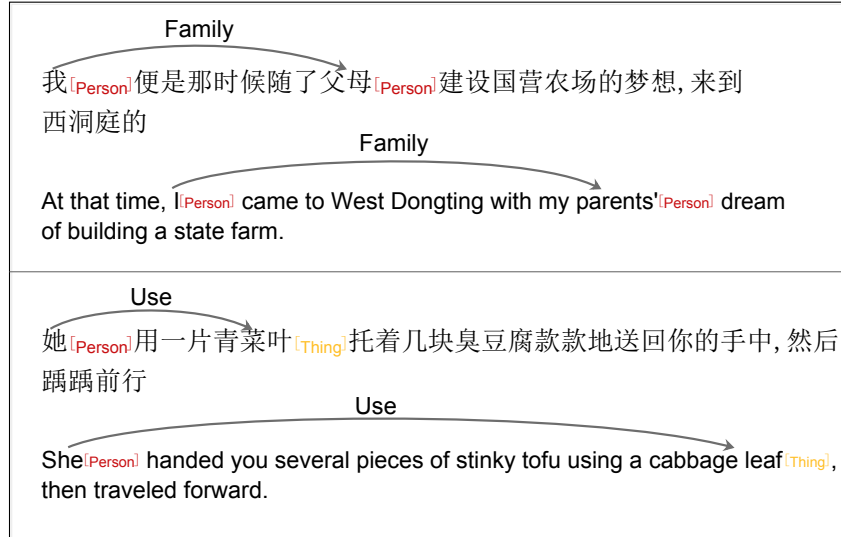 Family
我[Person]便是那时候随了父母[Person]建设国营农场的梦想, 来到
西洞庭的
Family
At that time, I[Person] came to West Dongting with my parents'[Person] dream
of building a state farm.
Use
她[Person]用一片青菜叶[Thing]托着几块臭豆腐款款地送回你的手中, 然后
踽踽前行
Use
She[Person] handed you several pieces of stinky tofu using a cabbage leaf[Thing],
then traveled forward.